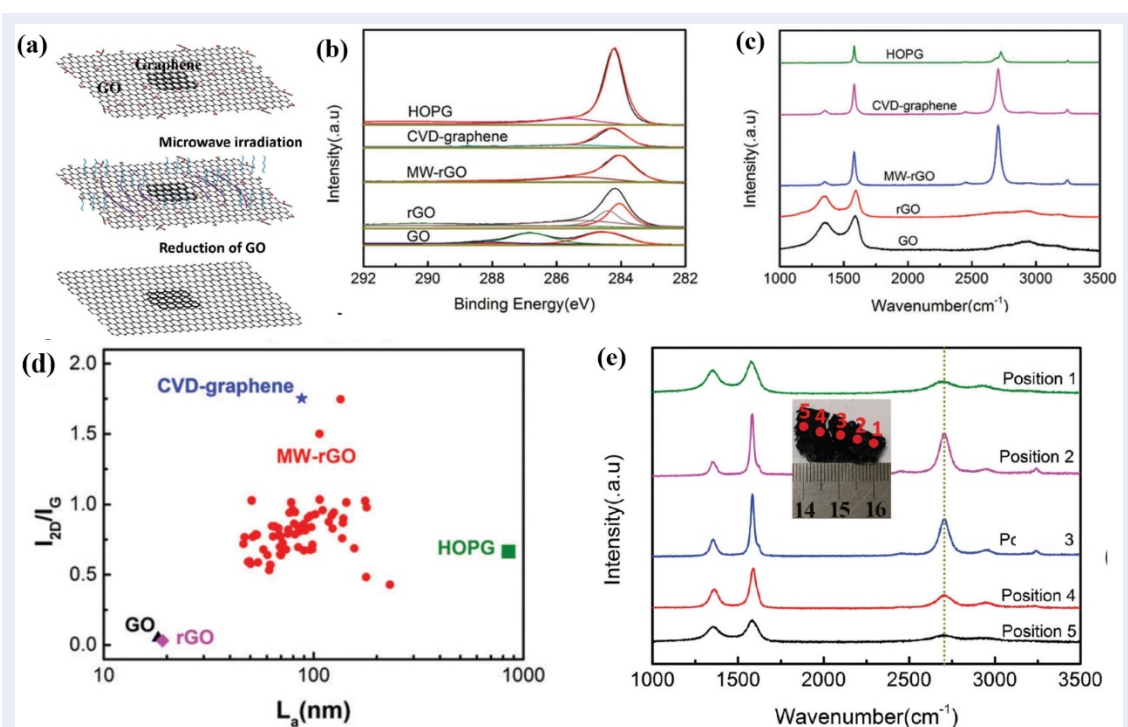 (a)
Graphene
GO
Microwave irradiation
Reduction of GO
(b)
HOPG
CVD-graphene
MW-rGO
rGO
GO
Intensity(.a.u)
292 290 288 286 284 282
Binding Energy(eV)
(c)
HOPG
CVD-graphene
MW-rGO
rGO
GO
Intensity(.a.u)
1000 1500 2000 2500 3000 3500
Wavenumber(cm⁻¹)
(d)
2.0
1.5
1.0
0.5
0.0
I2D/IG
CVD-graphene
MW-rGO
HOPG
GO
rGO
10 100 1000
La(nm)
(e)
Position 1
Position 2
Pc 3
Position 4
Position 5
5 4 3 2 1
14 15 16
Intensity(.a.u)
1000 1500 2000 2500 3000 3500
Wavenumber(cm⁻¹)